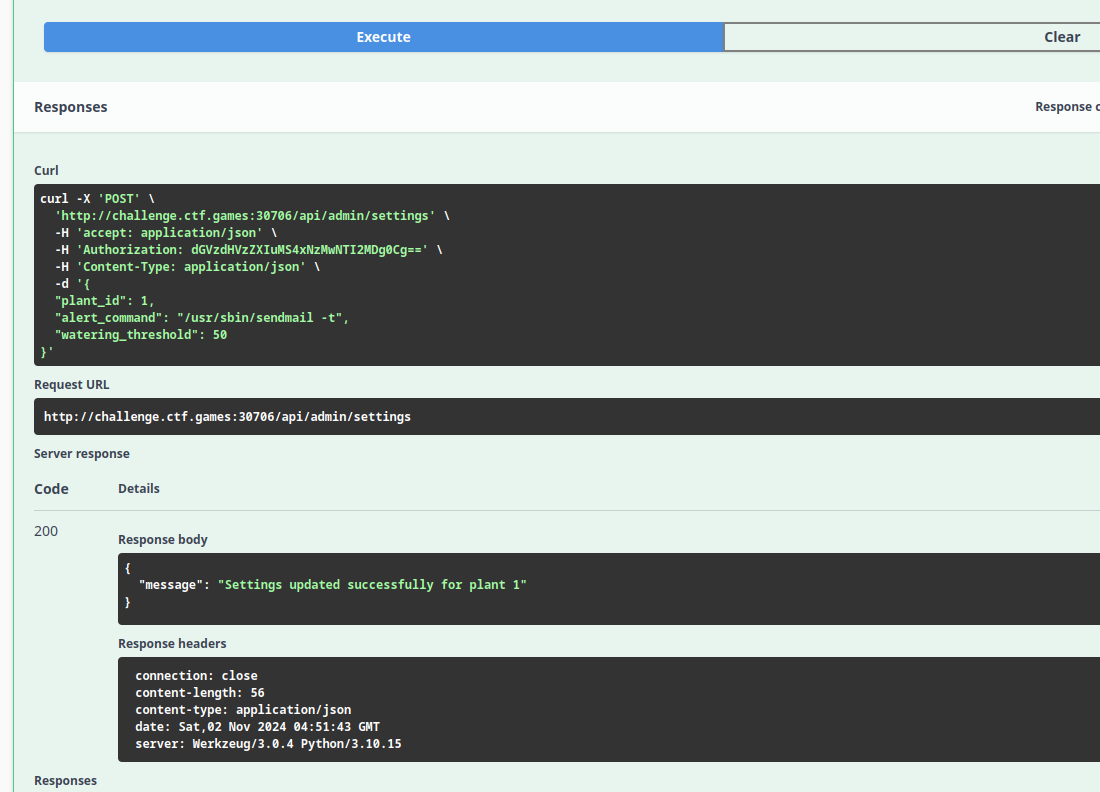 Execute
Clear
Responses
Response c
Curl
curl -X 'POST' \
  'http://challenge.ctf.games:30706/api/admin/settings' \
  -H 'accept: application/json' \
  -H 'Authorization: dGVzdHVzZXIuMS4xNzMwNTI2MDg0Cg==' \
  -H 'Content-Type: application/json' \
  -d '{
  "plant_id": 1,
  "alert_command": "/usr/sbin/sendmail -t",
  "watering_threshold": 50
}'
Request URL
http://challenge.ctf.games:30706/api/admin/settings
Server response
Code
Details
200
Response body
{
  "message": "Settings updated successfully for plant 1"
}
Response headers
connection: close
content-length: 56
content-type: application/json
date: Sat,02 Nov 2024 04:51:43 GMT
server: Werkzeug/3.0.4 Python/3.10.15
Responses